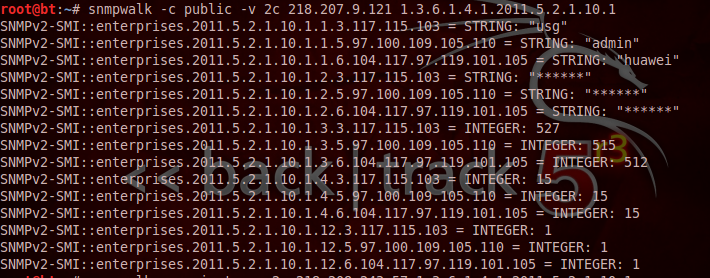 root@bt:~# snmpwalk -c public -v 2c 218.207.9.121 1.3.6.1.4.1.2011.5.2.1.10.1
SNMPv2-SMI::enterprises.2011.5.2.1.10.1.1.3.117.115.103 = STRING: "usg"
SNMPv2-SMI::enterprises.2011.5.2.1.10.1.1.5.97.100.109.105.110 = STRING: "admin"
SNMPv2-SMI::enterprises.2011.5.2.1.10.1.1.6.104.117.97.119.101.105 = STRING: "huawei"
SNMPv2-SMI::enterprises.2011.5.2.1.10.1.2.3.117.115.103 = STRING: "******"
SNMPv2-SMI::enterprises.2011.5.2.1.10.1.2.5.97.100.109.105.110 = STRING: "******"
SNMPv2-SMI::enterprises.2011.5.2.1.10.1.2.6.104.117.97.119.101.105 = STRING: "******"
SNMPv2-SMI::enterprises.2011.5.2.1.10.1.3.3.117.115.103 = INTEGER: 527
SNMPv2-SMI::enterprises.2011.5.2.1.10.1.3.5.97.100.109.105.110 = INTEGER: 515
SNMPv2-SMI::enterprises.2011.5.2.1.10.1.3.6.104.117.97.119.101.105 = INTEGER: 512
SNMPv2-SMI::enterprises.2011.5.2.1.10.1.4.3.117.115.103 = INTEGER: 15
SNMPv2-SMI::enterprises.2011.5.2.1.10.1.4.5.97.100.109.105.110 = INTEGER: 15
SNMPv2-SMI::enterprises.2011.5.2.1.10.1.4.6.104.117.97.119.101.105 = INTEGER: 15
SNMPv2-SMI::enterprises.2011.5.2.1.10.1.12.3.117.115.103 = INTEGER: 1
SNMPv2-SMI::enterprises.2011.5.2.1.10.1.12.5.97.100.109.105.110 = INTEGER: 1
SNMPv2-SMI::enterprises.2011.5.2.1.10.1.12.6.104.117.97.119.101.105 = INTEGER: 1
<< back | track 5 r3